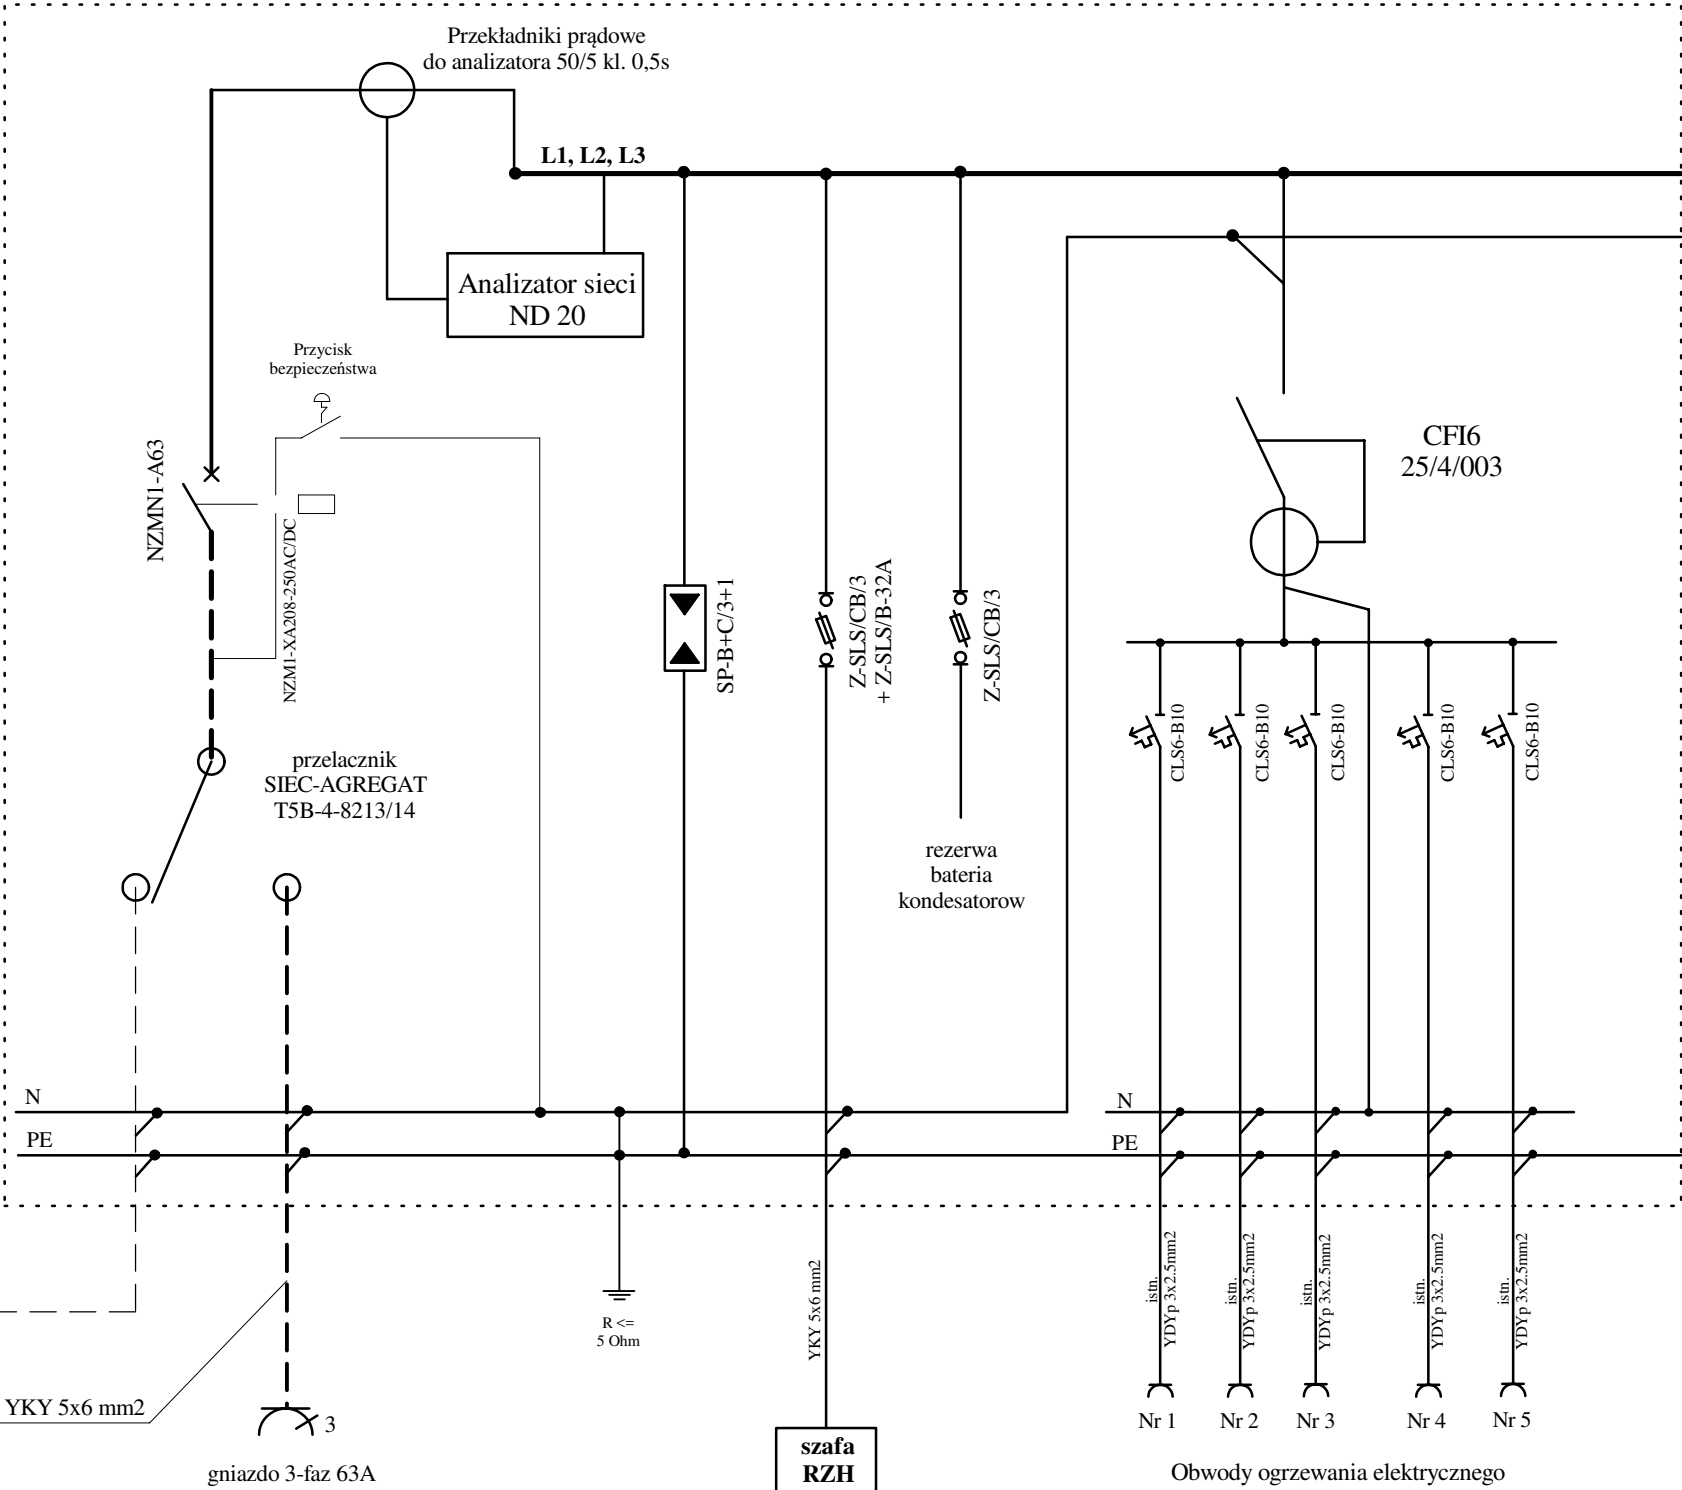 Przekładniki prądowe
do analizatora 50/5 kl. 0,5s
L1, L2, L3
Analizator sieci
ND 20
Przycisk
bezpieczeństwa
NZMN1-A63
NZM1-XA208-250AC/DC
CFI6
25/4/003
SP-B+C/3+1
Z-SLS/CB/3
+ Z-SLS/B-32A
Z-SLS/CB/3
CLS6-B10
CLS6-B10
CLS6-B10
CLS6-B10
CLS6-B10
przelacznik
SIEC-AGREGAT
T5B-4-8213/14
rezerwa
bateria
kondesatorow
N
PE
N
PE
R <=
5 Ohm
YKY 5x6 mm2
istn.
YDYp 3x2.5mm2
istn.
YDYp 3x2.5mm2
istn.
YDYp 3x2.5mm2
istn.
YDYp 3x2.5mm2
istn.
YDYp 3x2.5mm2
YKY 5x6 mm2
3
Nr 1
Nr 2
Nr 3
Nr 4
Nr 5
szafa
RZH
gniazdo 3-faz 63A
Obwody ogrzewania elektrycznego